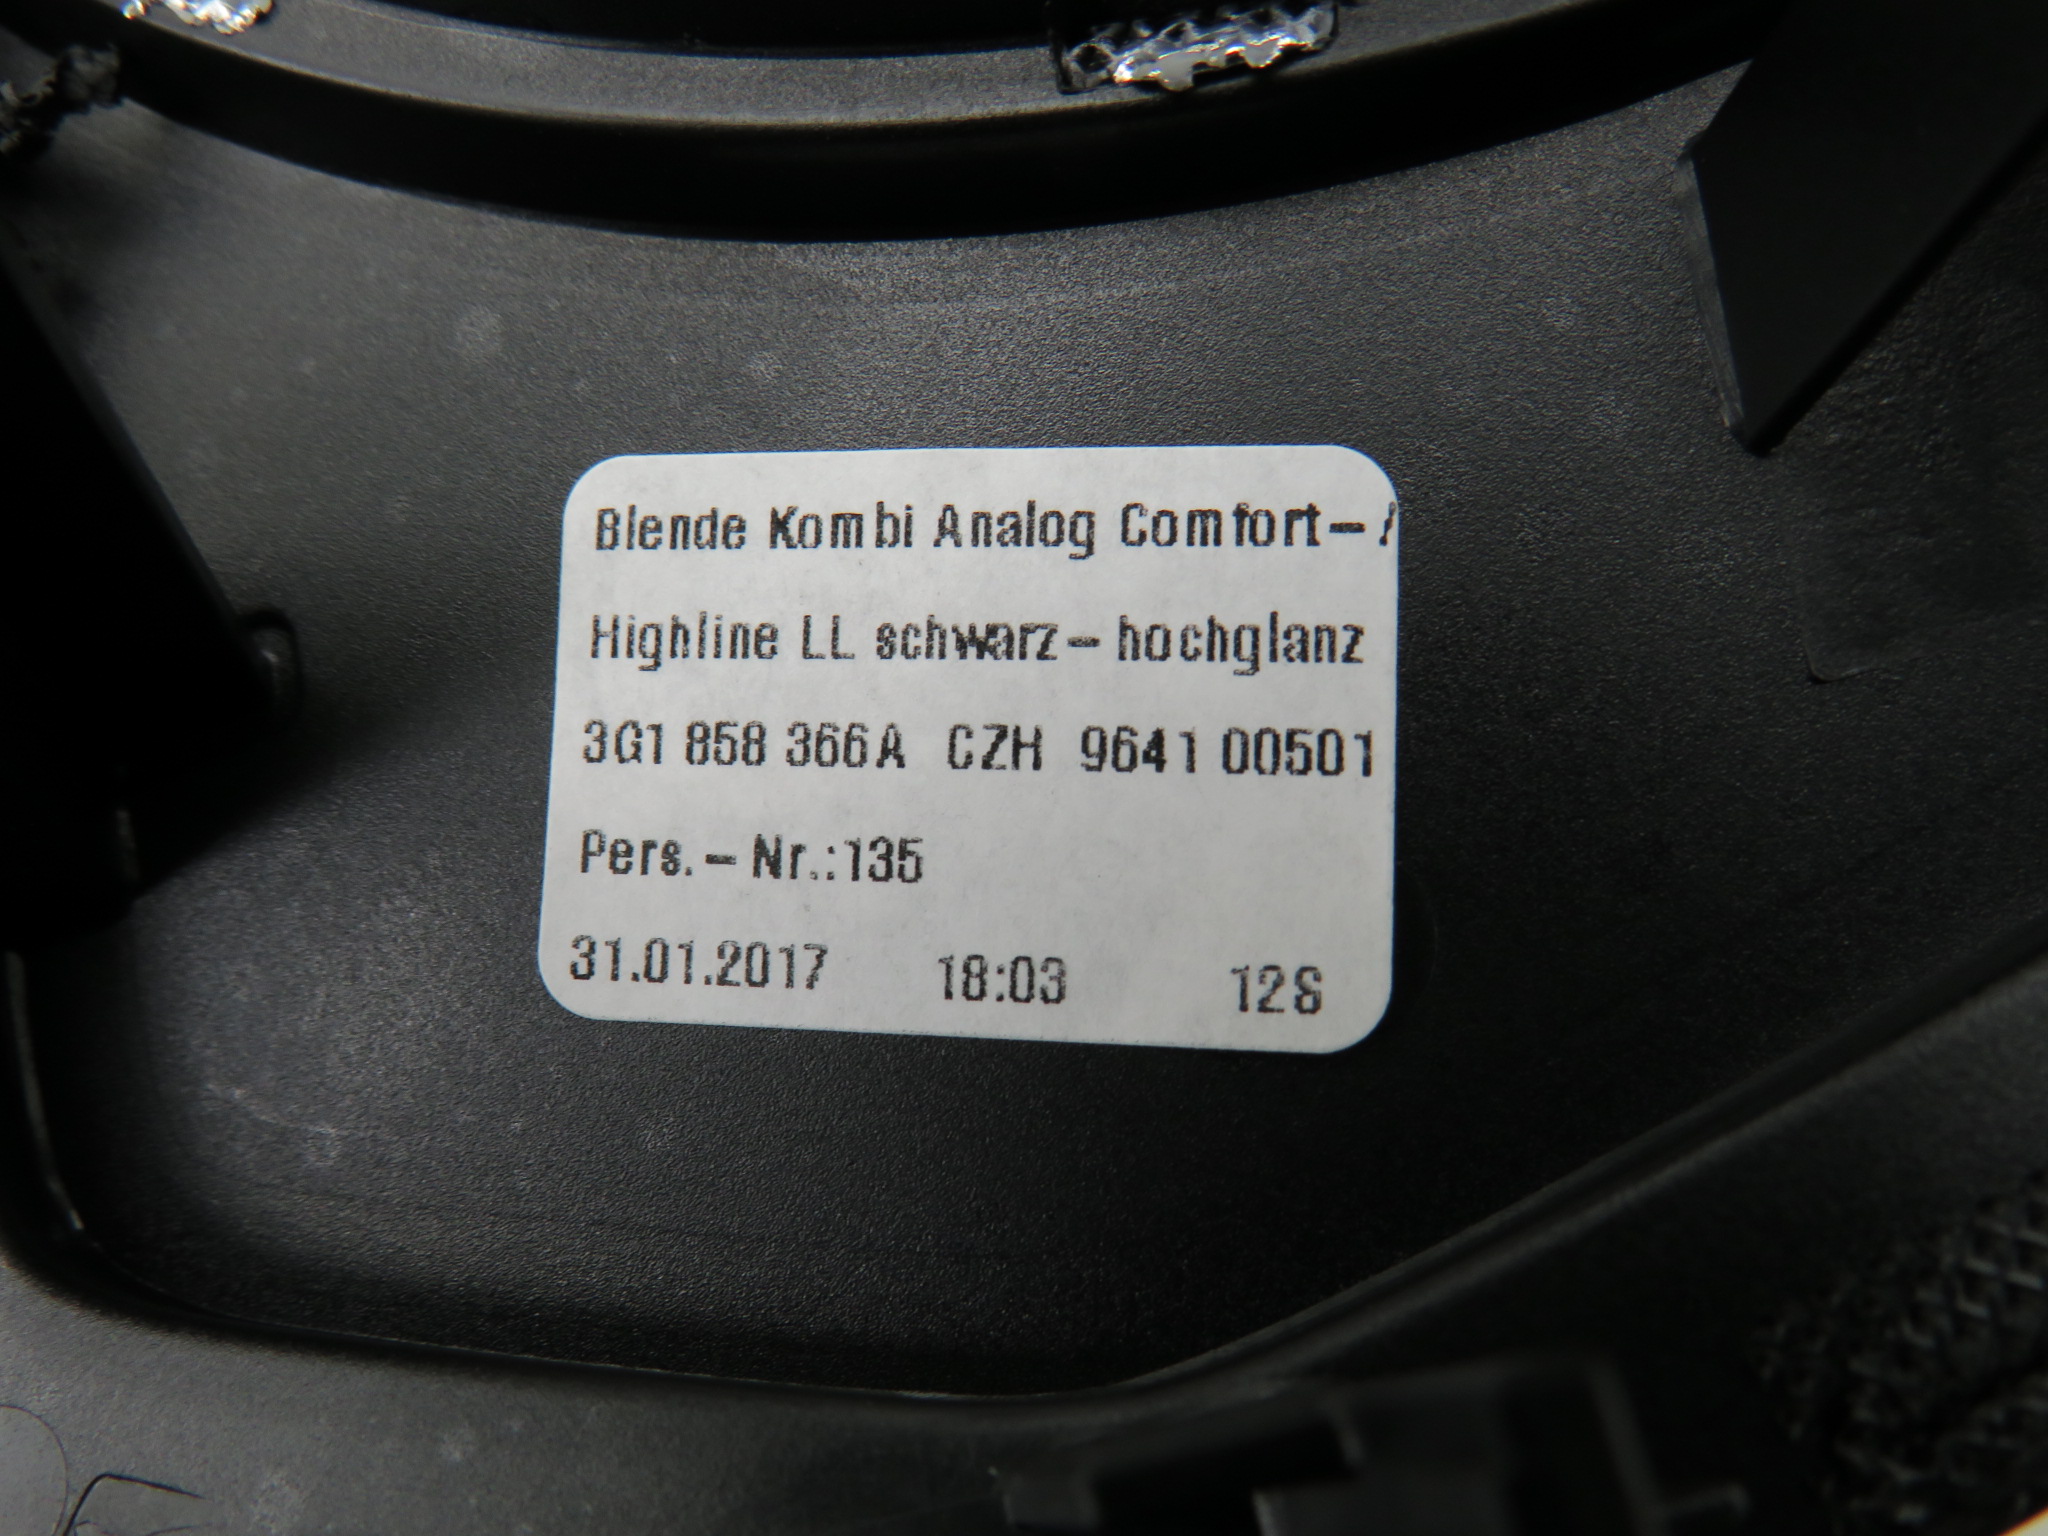 Blende Kombi Analog Comfort-/
Highline LL schwarz-hochglanz
3G1 858 366A CZH 9641 00501
Pers.-Nr.:135
31.01.2017 18:03 12S